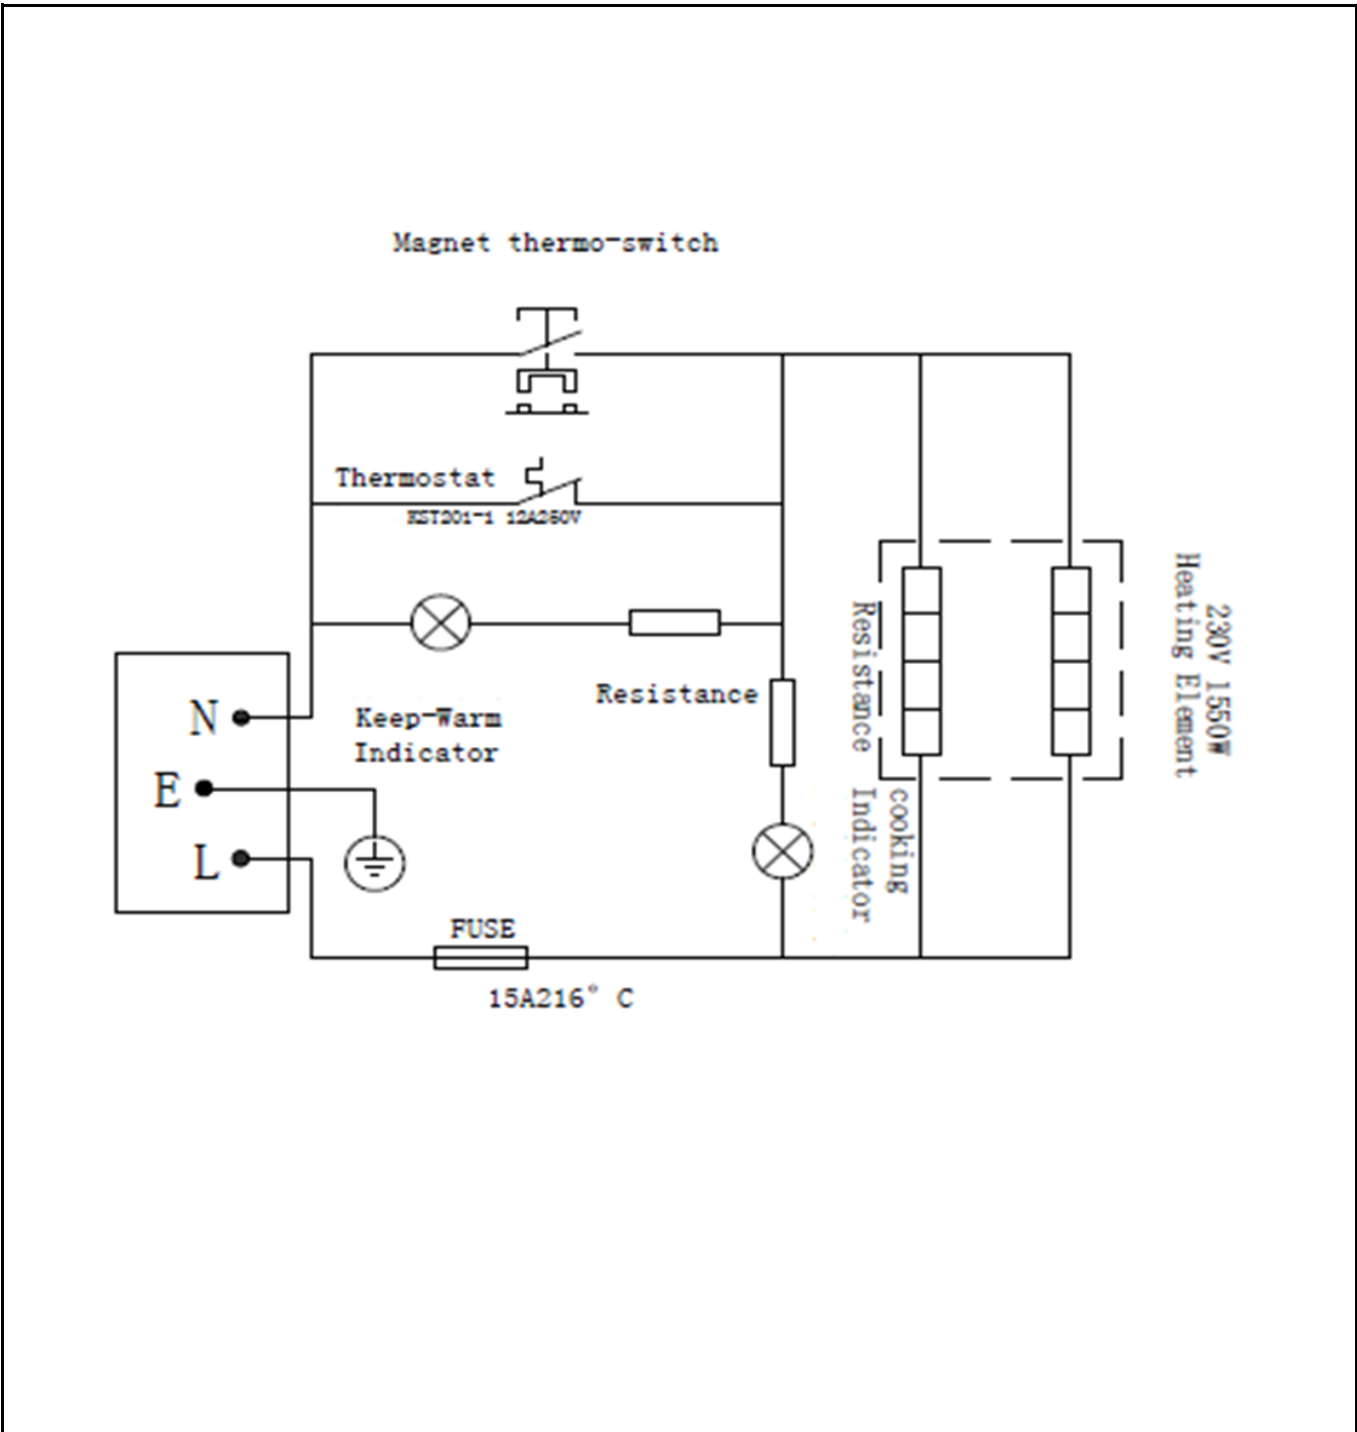 Magnet thermo-switch
Thermostat
KST201-1 12A250V
Resistance
Keep-Warm
Indicator
N
E
L
FUSE
15A216° C
Resistance
cooking
Indicator
230V 1550W
Heating Element